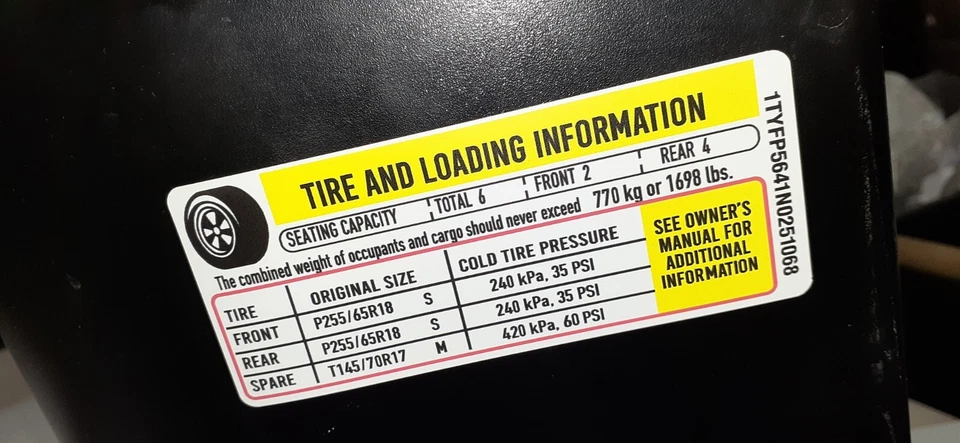 TIRE AND LOADING INFORMATION
SEATING CAPACITY TOTAL 6 FRONT 2 REAR 4
The combined weight of occupants and cargo should never exceed 770 kg or 1698 lbs.
TIRE ORIGINAL SIZE COLD TIRE PRESSURE
FRONT P255/65R18 S 240 kPa, 35 PSI
REAR P255/65R18 S 240 kPa, 35 PSI
SPARE T145/70R17 M 420 kPa, 60 PSI
SEE OWNER'S
MANUAL FOR
ADDITIONAL
INFORMATION
1TYFP5641N0251068